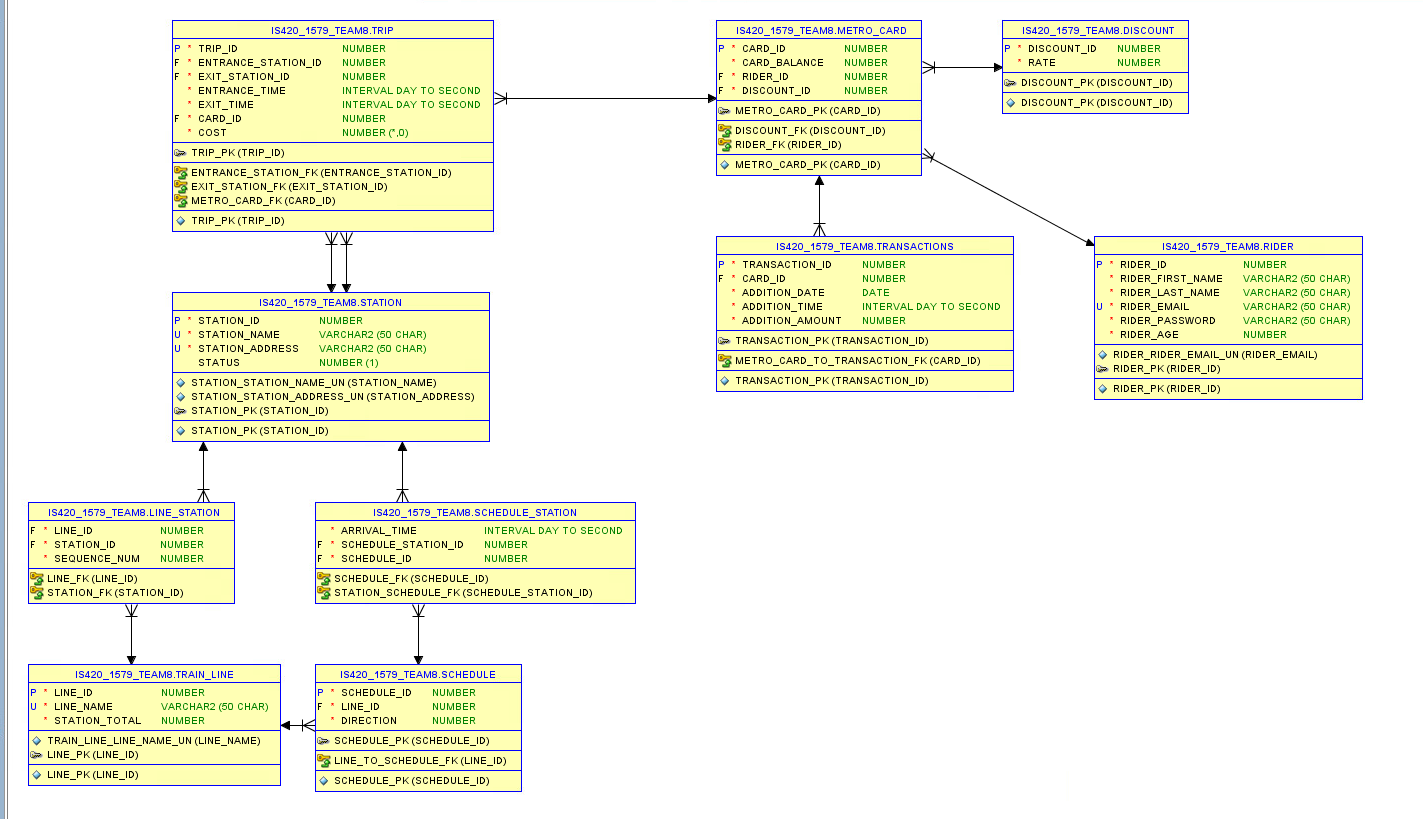 IS420_1579_TEAM8.TRIP
P * TRIP_ID NUMBER
F * ENTRANCE_STATION_ID NUMBER
F * EXIT_STATION_ID NUMBER
* ENTRANCE_TIME INTERVAL DAY TO SECOND
* EXIT_TIME INTERVAL DAY TO SECOND
F * CARD_ID NUMBER
* COST NUMBER (*,0)
TRIP_PK (TRIP_ID)
ENTRANCE_STATION_FK (ENTRANCE_STATION_ID)
EXIT_STATION_FK (EXIT_STATION_ID)
METRO_CARD_FK (CARD_ID)
TRIP_PK (TRIP_ID)
IS420_1579_TEAM8.METRO_CARD
P * CARD_ID NUMBER
* CARD_BALANCE NUMBER
F * RIDER_ID NUMBER
F * DISCOUNT_ID NUMBER
METRO_CARD_PK (CARD_ID)
DISCOUNT_FK (DISCOUNT_ID)
RIDER_FK (RIDER_ID)
METRO_CARD_PK (CARD_ID)
IS420_1579_TEAM8.DISCOUNT
P * DISCOUNT_ID NUMBER
* RATE NUMBER
DISCOUNT_PK (DISCOUNT_ID)
DISCOUNT_PK (DISCOUNT_ID)
IS420_1579_TEAM8.STATION
P * STATION_ID NUMBER
U * STATION_NAME VARCHAR2 (50 CHAR)
U * STATION_ADDRESS VARCHAR2 (50 CHAR)
STATUS NUMBER (1)
STATION_STATION_NAME_UN (STATION_NAME)
STATION_STATION_ADDRESS_UN (STATION_ADDRESS)
STATION_PK (STATION_ID)
STATION_PK (STATION_ID)
IS420_1579_TEAM8.TRANSACTIONS
P * TRANSACTION_ID NUMBER
F * CARD_ID NUMBER
* ADDITION_DATE DATE
* ADDITION_TIME INTERVAL DAY TO SECOND
* ADDITION_AMOUNT NUMBER
TRANSACTION_PK (TRANSACTION_ID)
METRO_CARD_TO_TRANSACTION_FK (CARD_ID)
TRANSACTION_PK (TRANSACTION_ID)
IS420_1579_TEAM8.RIDER
P * RIDER_ID NUMBER
* RIDER_FIRST_NAME VARCHAR2 (50 CHAR)
* RIDER_LAST_NAME VARCHAR2 (50 CHAR)
U * RIDER_EMAIL VARCHAR2 (50 CHAR)
* RIDER_PASSWORD VARCHAR2 (50 CHAR)
* RIDER_AGE NUMBER
RIDER_RIDER_EMAIL_UN (RIDER_EMAIL)
RIDER_PK (RIDER_ID)
RIDER_PK (RIDER_ID)
IS420_1579_TEAM8.LINE_STATION
F * LINE_ID NUMBER
F * STATION_ID NUMBER
* SEQUENCE_NUM NUMBER
LINE_FK (LINE_ID)
STATION_FK (STATION_ID)
IS420_1579_TEAM8.SCHEDULE_STATION
* ARRIVAL_TIME INTERVAL DAY TO SECOND
F * SCHEDULE_STATION_ID NUMBER
F * SCHEDULE_ID NUMBER
SCHEDULE_FK (SCHEDULE_ID)
STATION_SCHEDULE_FK (SCHEDULE_STATION_ID)
IS420_1579_TEAM8.TRAIN_LINE
P * LINE_ID NUMBER
U * LINE_NAME VARCHAR2 (50 CHAR)
* STATION_TOTAL NUMBER
TRAIN_LINE_LINE_NAME_UN (LINE_NAME)
LINE_PK (LINE_ID)
LINE_PK (LINE_ID)
IS420_1579_TEAM8.SCHEDULE
P * SCHEDULE_ID NUMBER
F * LINE_ID NUMBER
* DIRECTION NUMBER
SCHEDULE_PK (SCHEDULE_ID)
LINE_TO_SCHEDULE_FK (LINE_ID)
SCHEDULE_PK (SCHEDULE_ID)